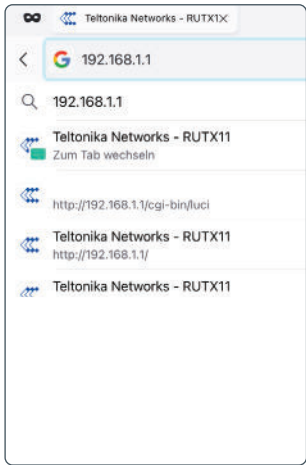 Teltonika Networks - RUTX1
192.168.1.1
192.168.1.1
Teltonika Networks - RUTX11
Zum Tab wechseln
http://192.168.1.1/cgi-bin/luci
Teltonika Networks - RUTX11
http://192.168.1.1/
Teltonika Networks - RUTX11